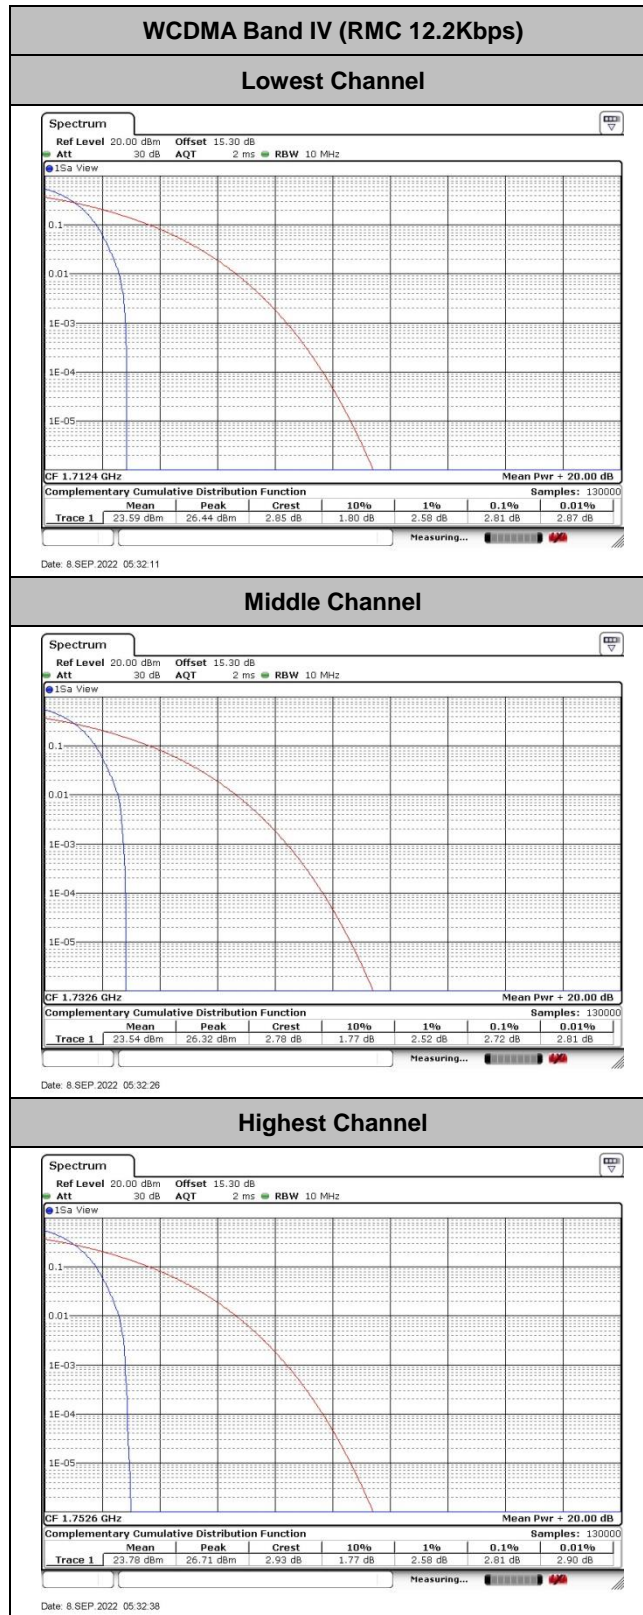 WCDMA Band IV (RMC 12.2Kbps)
Lowest Channel
Spectrum
Ref Level 20.00 dBm Offset 15.30 dB
Att 30 dB AQT 2 ms RBW 10 MHz
1Sa View
0.1
0.01
1E-03
1E-04
1E-05
CF 1.7124 GHz Mean Pwr + 20.00 dB
Complementary Cumulative Distribution Function Samples: 130000
Mean Peak Crest 10% 1% 0.1% 0.01%
Trace 1 23.59 dBm 26.44 dBm 2.85 dB 1.80 dB 2.58 dB 2.81 dB 2.87 dB
Measuring...
Date: 8.SEP.2022 05:32:11
Middle Channel
Spectrum
Ref Level 20.00 dBm Offset 15.30 dB
Att 30 dB AQT 2 ms RBW 10 MHz
1Sa View
0.1
0.01
1E-03
1E-04
1E-05
CF 1.7326 GHz Mean Pwr + 20.00 dB
Complementary Cumulative Distribution Function Samples: 130000
Mean Peak Crest 10% 1% 0.1% 0.01%
Trace 1 23.54 dBm 26.32 dBm 2.78 dB 1.77 dB 2.52 dB 2.72 dB 2.81 dB
Measuring...
Date: 8.SEP.2022 05:32:26
Highest Channel
Spectrum
Ref Level 20.00 dBm Offset 15.30 dB
Att 30 dB AQT 2 ms RBW 10 MHz
1Sa View
0.1
0.01
1E-03
1E-04
1E-05
CF 1.7526 GHz Mean Pwr + 20.00 dB
Complementary Cumulative Distribution Function Samples: 130000
Mean Peak Crest 10% 1% 0.1% 0.01%
Trace 1 23.78 dBm 26.71 dBm 2.93 dB 1.77 dB 2.58 dB 2.81 dB 2.90 dB
Measuring...
Date: 8.SEP.2022 05:32:38